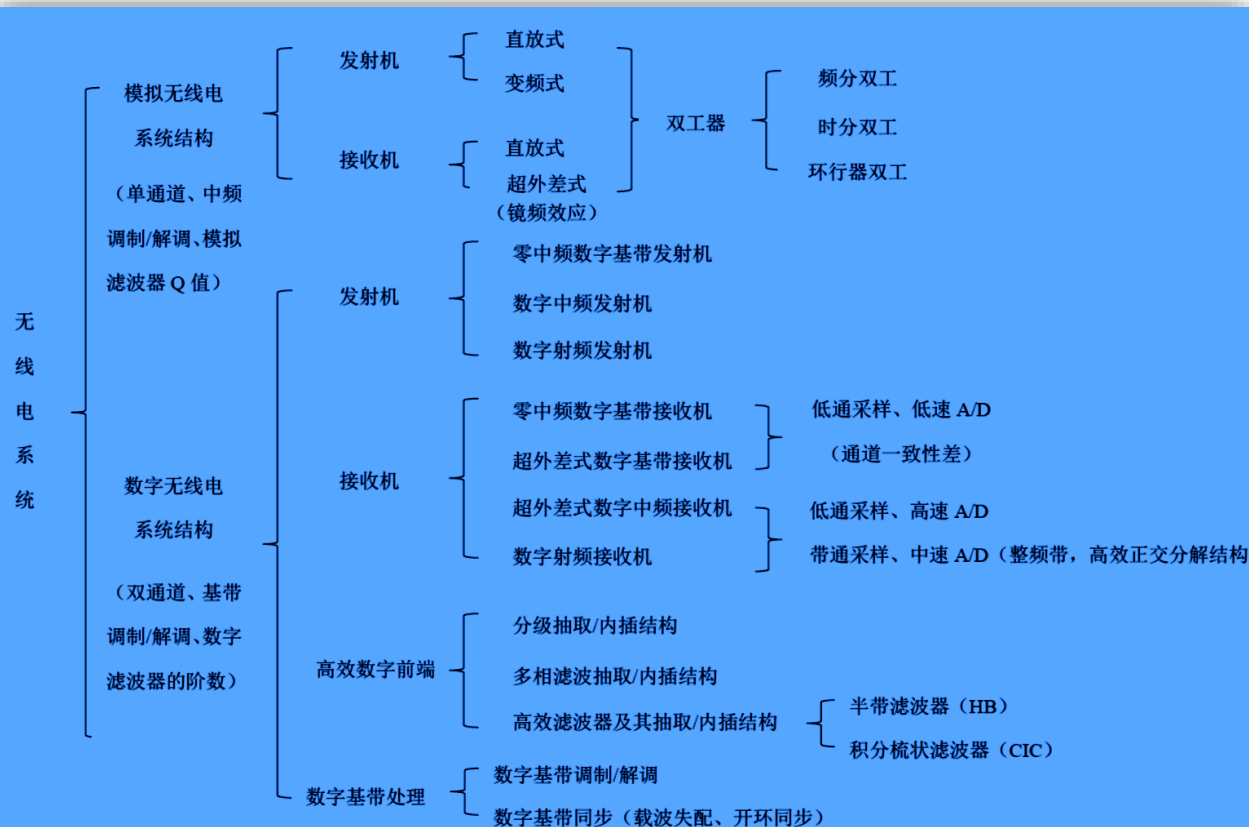 无
线
电
系
统
模拟无线电
系统结构
（单通道、中频
调制/解调、模拟
滤波器 Q 值）
发射机
直放式
变频式
接收机
直放式
超外差式
（镜频效应）
双工器
频分双工
时分双工
环行器双工
数字无线电
系统结构
（双通道、基带
调制/解调、数字
滤波器的阶数）
发射机
零中频数字基带发射机
数字中频发射机
数字射频发射机
接收机
零中频数字基带接收机
超外差式数字基带接收机
低通采样、低速 A/D
（通道一致性差）
超外差式数字中频接收机
数字射频接收机
低通采样、高速 A/D
带通采样、中速 A/D（整频带，高效正交分解结构
高效数字前端
分级抽取/内插结构
多相滤波抽取/内插结构
高效滤波器及其抽取/内插结构
半带滤波器（HB）
积分梳状滤波器（CIC）
数字基带处理
数字基带调制/解调
数字基带同步（载波失配、开环同步）